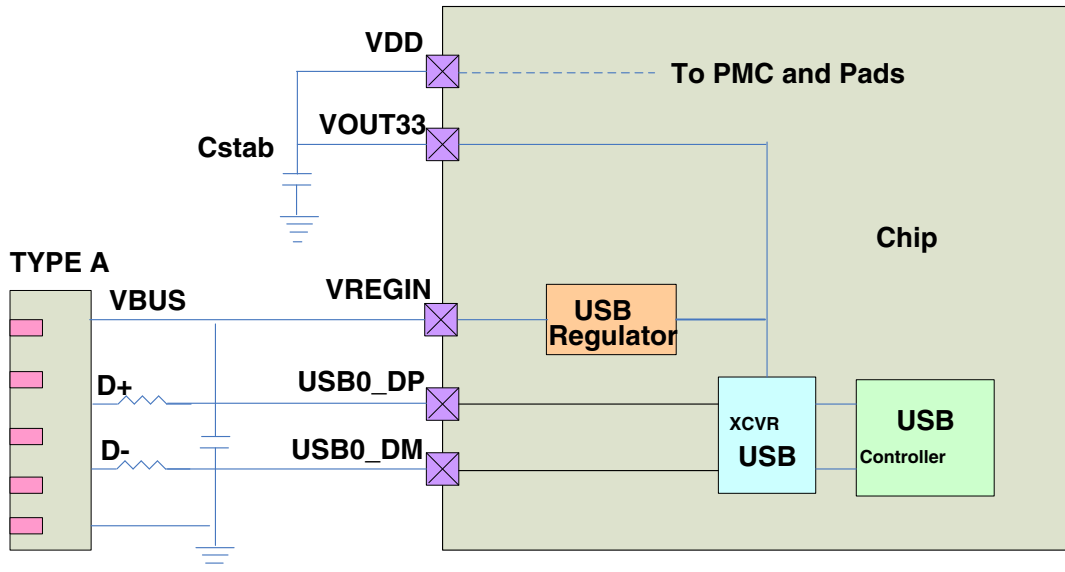 VDD
To PMC and Pads
VOUT33
Cstab
Chip
TYPE A
VBUS
VREGIN
USB
Regulator
D+
USB0_DP
D-
USB0_DM
XCVR
USB
USB
Controller